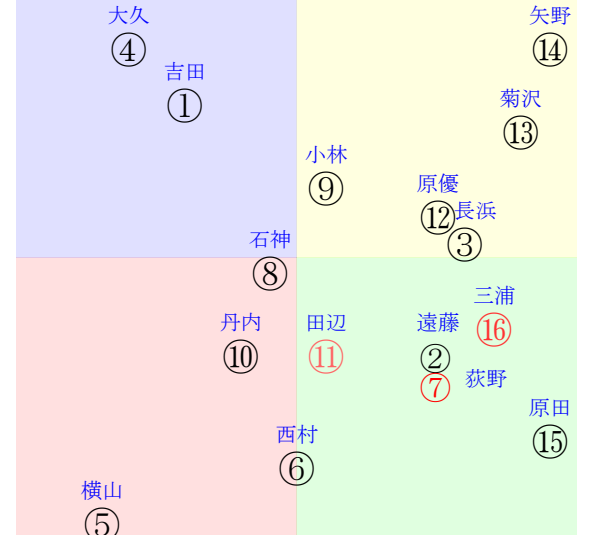 大久
④
矢野
⑭
吉田
①
菊沢
⑬
小林
⑨
原優
⑫
長浜
③
石神
⑧
三浦
⑯
丹内
⑩
田辺
⑪
遠藤
②
荻野
⑦
原田
⑮
西村
⑥
横山
⑤